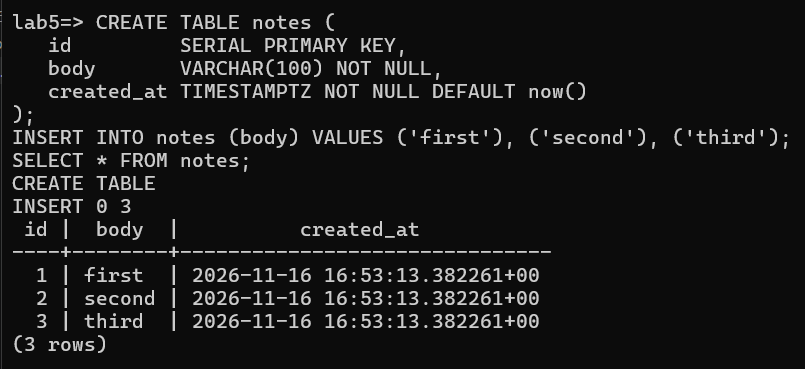 lab5=> CREATE TABLE notes (
   id         SERIAL PRIMARY KEY,
   body       VARCHAR(100) NOT NULL,
   created_at TIMESTAMPTZ NOT NULL DEFAULT now()
);
INSERT INTO notes (body) VALUES ('first'), ('second'), ('third');
SELECT * FROM notes;
CREATE TABLE
INSERT 0 3
 id |  body  |          created_at
----+--------+-------------------------------
  1 | first  | 2026-11-16 16:53:13.382261+00
  2 | second | 2026-11-16 16:53:13.382261+00
  3 | third  | 2026-11-16 16:53:13.382261+00
(3 rows)